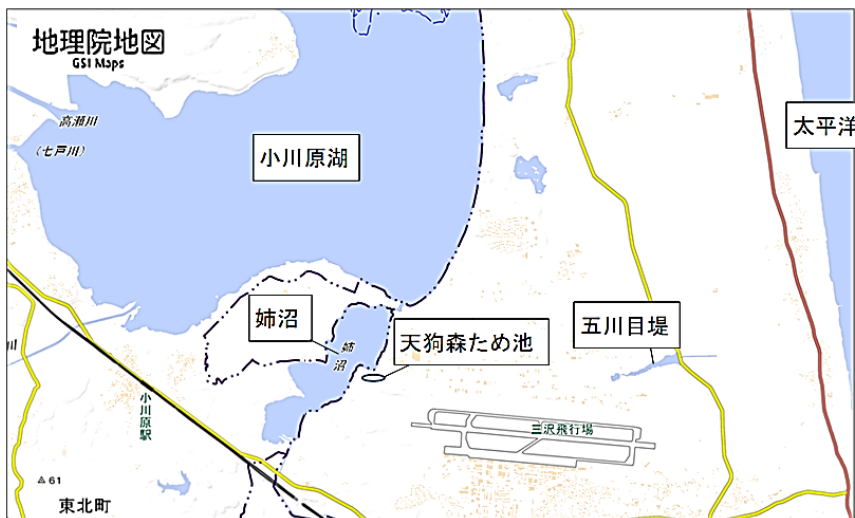 地理院地図
GSI Maps
太平洋
高瀬川
(七戸川)
小川原湖
姉沼
姉沼
天狗森ため池
五川目堤
川
小川原駅
三沢飛行場
61
東北町